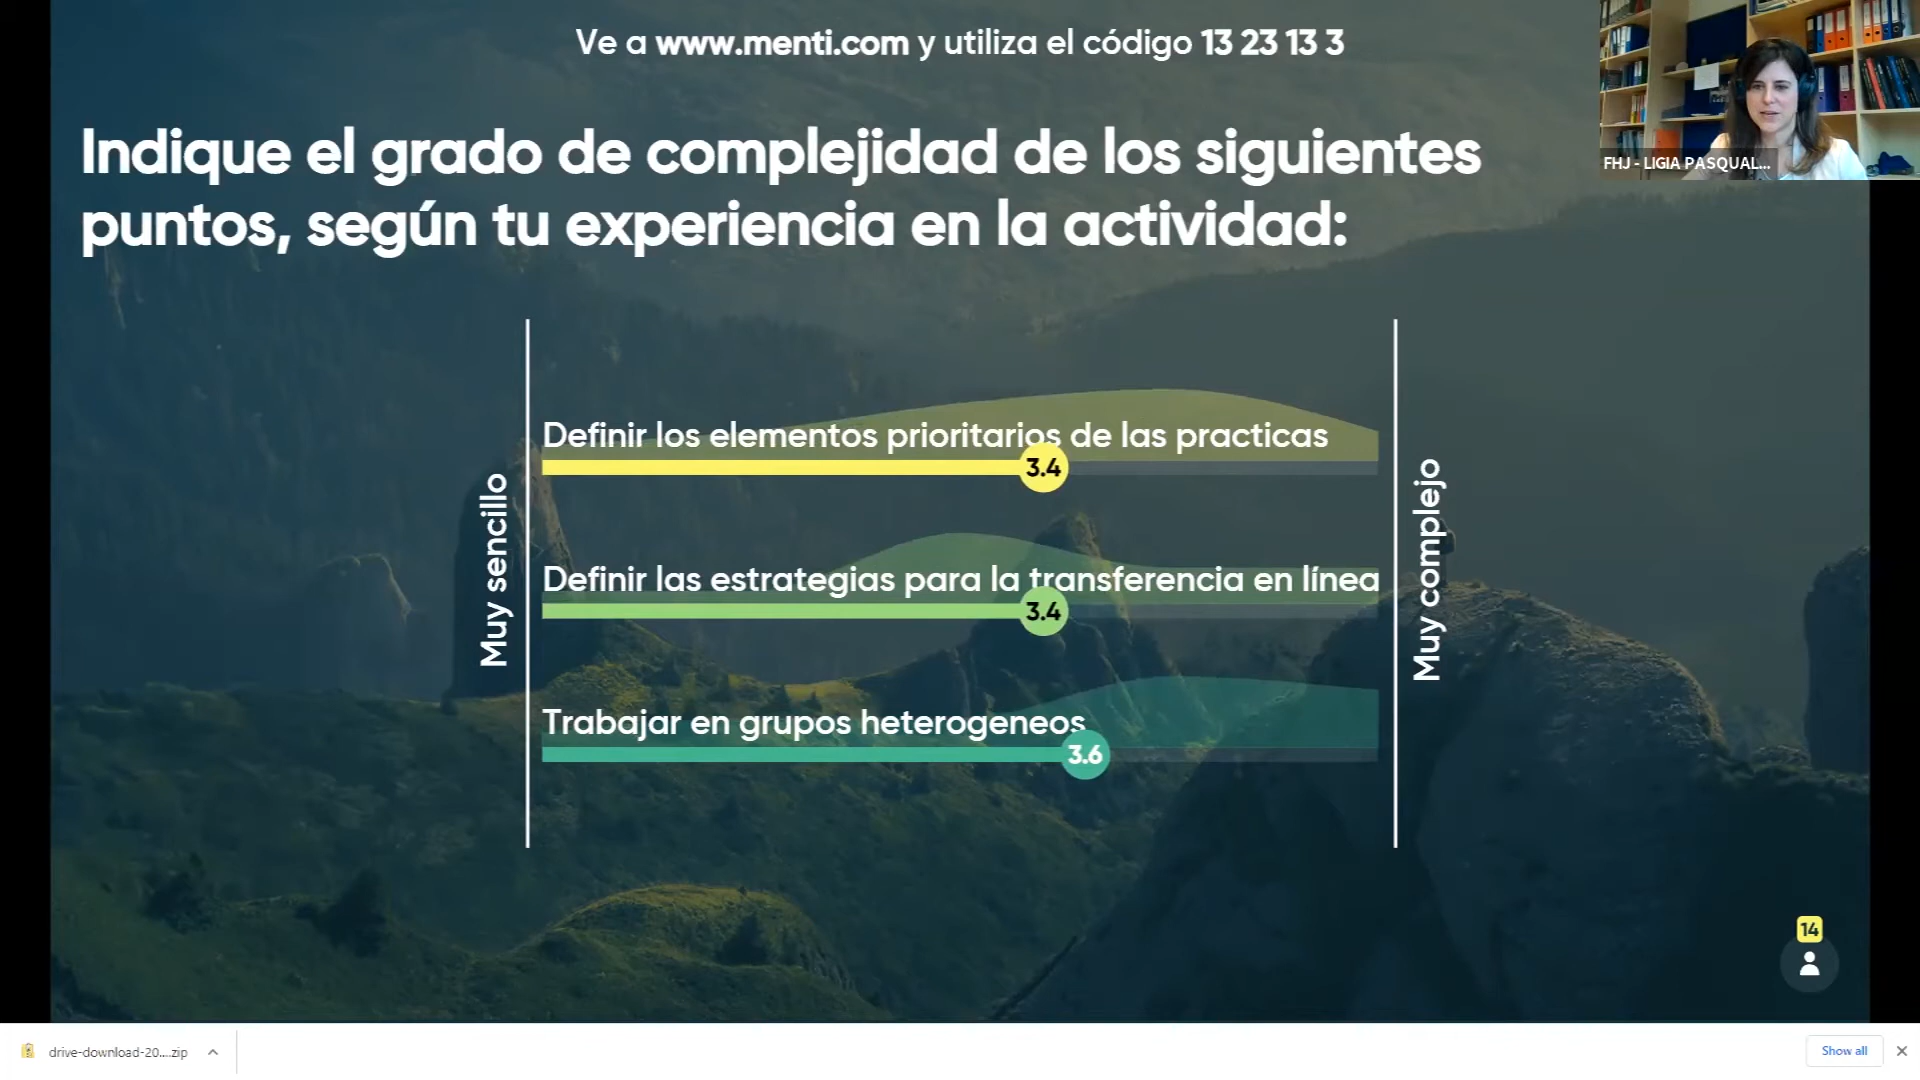 Ve a www.menti.com y utiliza el código 13 23 13 3
Indique el grado de complejidad de los siguientes
puntos, según tu experiencia en la actividad:
FHJ - LIGIA PASQUAL...
Muy sencillo
Definir los elementos prioritarios de las practicas
3.4
Definir las estrategias para la transferencia en línea
3.4
Trabajar en grupos heterogeneos
3.6
Muy complejo
14
drive-download-20....zip
Show all